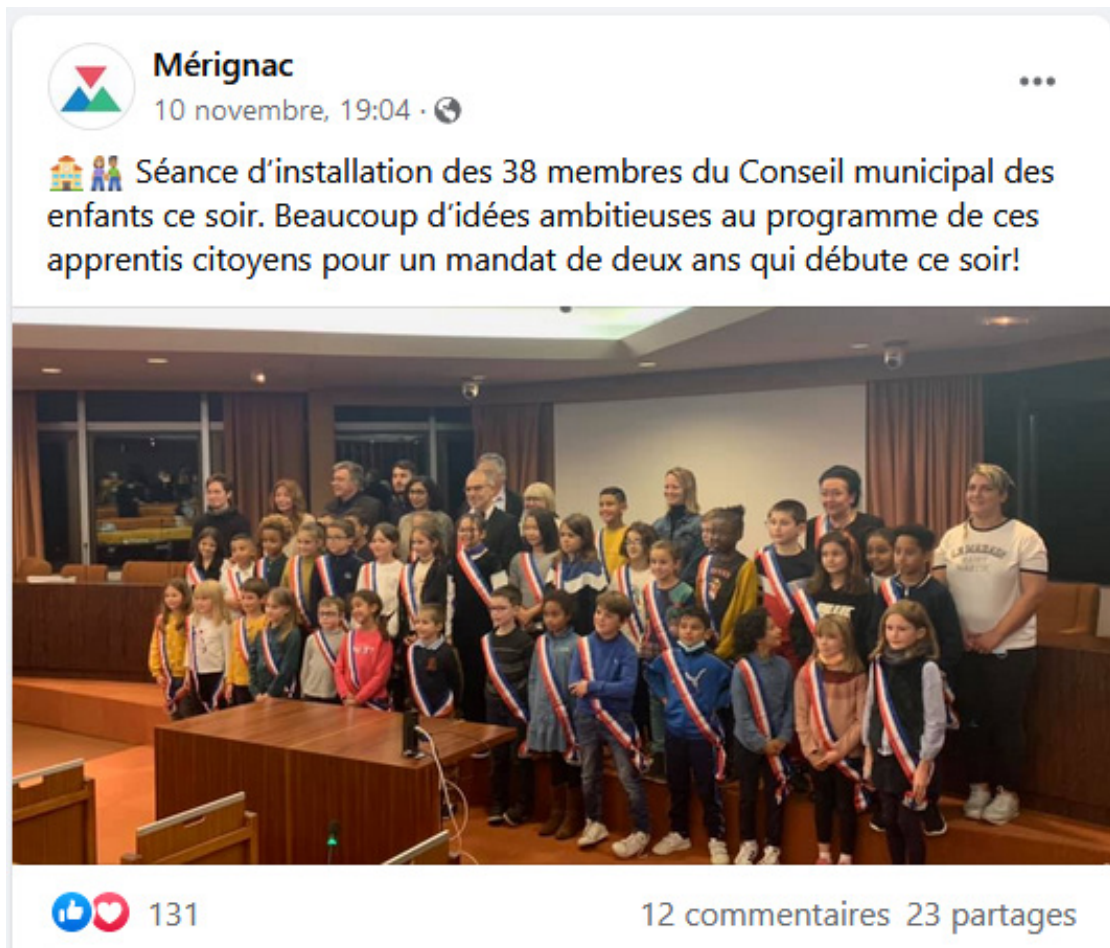 Mérignac
10 novembre, 19:04 ·
Séance d’installation des 38 membres du Conseil municipal des
enfants ce soir. Beaucoup d’idées ambitieuses au programme de ces
apprentis citoyens pour un mandat de deux ans qui débute ce soir!
131
12 commentaires 23 partages